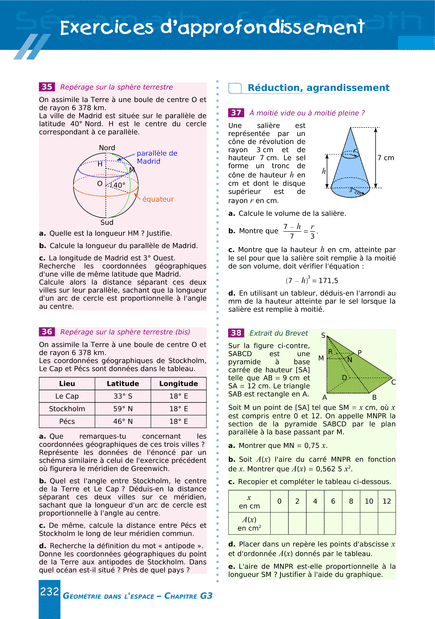 Exercices d'approfondissement
35 Repérage sur la sphère terrestre
On assimile la Terre à une boule de centre O et
de rayon 6 378 km.
La ville de Madrid est située sur le parallèle de
latitude 40° Nord. H est le centre du cercle
correspondant à ce parallèle.
Nord
parallèle de
Madrid
H
M
O
40°
équateur
Sud
a. Quelle est la longueur HM ? Justifie.
b. Calcule la longueur du parallèle de Madrid.
c. La longitude de Madrid est 3° Ouest.
Recherche les coordonnées géographiques
d'une ville de même latitude que Madrid.
Calcule alors la distance séparant ces deux
villes sur leur parallèle, sachant que la longueur
d'un arc de cercle est proportionnelle à l'angle
au centre.
36 Repérage sur la sphère terrestre (bis)
On assimile la Terre à une boule de centre O et
de rayon 6 378 km.
Les coordonnées géographiques de Stockholm,
Le Cap et Pécs sont données dans le tableau.
Lieu Latitude Longitude
Le Cap 33° S 18° E
Stockholm 59° N 18° E
Pécs 46° N 18° E
a. Que remarques-tu concernant les
coordonnées géographiques de ces trois villes ?
Représente les données de l'énoncé par un
schéma similaire à celui de l'exercice précédent
où figurera le méridien de Greenwich.
b. Quel est l'angle entre Stockholm, le centre
de la Terre et Le Cap ? Déduis-en la distance
séparant ces deux villes sur ce méridien,
sachant que la longueur d'un arc de cercle est
proportionnelle à l'angle au centre.
c. De même, calcule la distance entre Pécs et
Stockholm le long de leur méridien commun.
d. Recherche la définition du mot « antipode ».
Donne les coordonnées géographiques du point
de la Terre aux antipodes de Stockholm. Dans
quel océan est-il situé ? Près de quel pays ?
Réduction, agrandissement
37 À moitié vide ou à moitié pleine ?
Une salière est
représentée par un
cône de révolution de
rayon 3 cm et de
hauteur 7 cm. Le sel
forme un tronc de
cône de hauteur h en
cm et dont le disque
supérieur est de
rayon r en cm.
r
7 cm
h
3 cm
a. Calcule le volume de la salière.
b. Montre que (7 − h)/7 = r/3.
c. Montre que la hauteur h en cm, atteinte par
le sel pour que la salière soit remplie à la moitié
de son volume, doit vérifier l'équation :
(7 − h)³ = 171,5
d. En utilisant un tableur, déduis-en l'arrondi au
mm de la hauteur atteinte par le sel lorsque la
salière est remplie à moitié.
38 Extrait du Brevet
Sur la figure ci-contre,
SABCD est une
pyramide à base
carrée de hauteur [SA]
telle que AB = 9 cm et
SA = 12 cm. Le triangle
SAB est rectangle en A.
S
R
P
M
N
D
C
A
B
Soit M un point de [SA] tel que SM = x cm, où x
est compris entre 0 et 12. On appelle MNPR la
section de la pyramide SABCD par le plan
parallèle à la base passant par M.
a. Montrer que MN = 0,75 x.
b. Soit A(x) l'aire du carré MNPR en fonction
de x. Montrer que A(x) = 0,562 5 x².
c. Recopier et compléter le tableau ci-dessous.
x en cm 0 2 4 6 8 10 12
A(x) en cm²
d. Placer dans un repère les points d'abscisse x
et d'ordonnée A(x) donnés par le tableau.
e. L'aire de MNPR est-elle proportionnelle à la
longueur SM ? Justifier à l'aide du graphique.
232 GÉOMÉTRIE DANS L'ESPACE – CHAPITRE G3